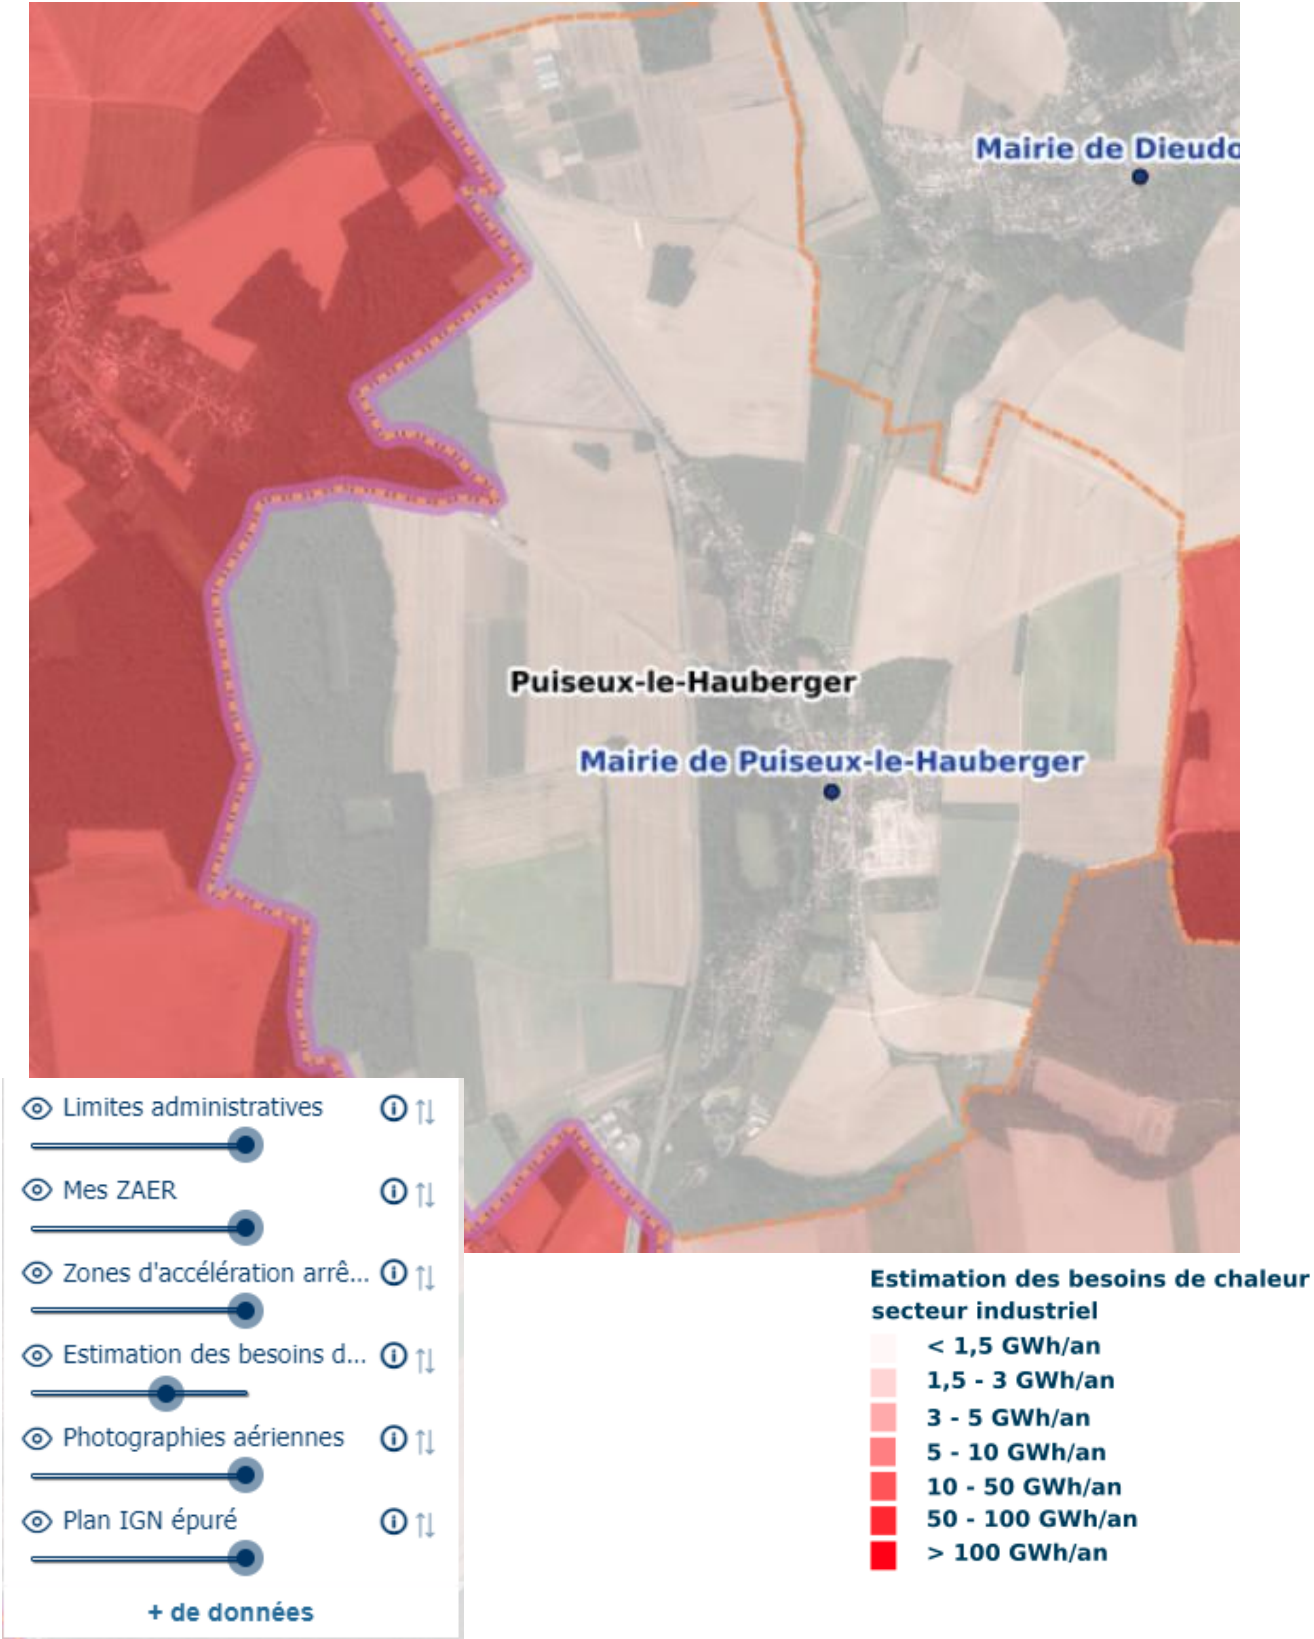 Mairie de Dieudo
Puiseux-le-Hauberger
Mairie de Puiseux-le-Hauberger
Limites administratives
Mes ZAER
Zones d'accélération arrê...
Estimation des besoins d...
Photographies aériennes
Plan IGN épuré
+ de données
Estimation des besoins de chaleur
secteur industriel
< 1,5 GWh/an
1,5 - 3 GWh/an
3 - 5 GWh/an
5 - 10 GWh/an
10 - 50 GWh/an
50 - 100 GWh/an
> 100 GWh/an